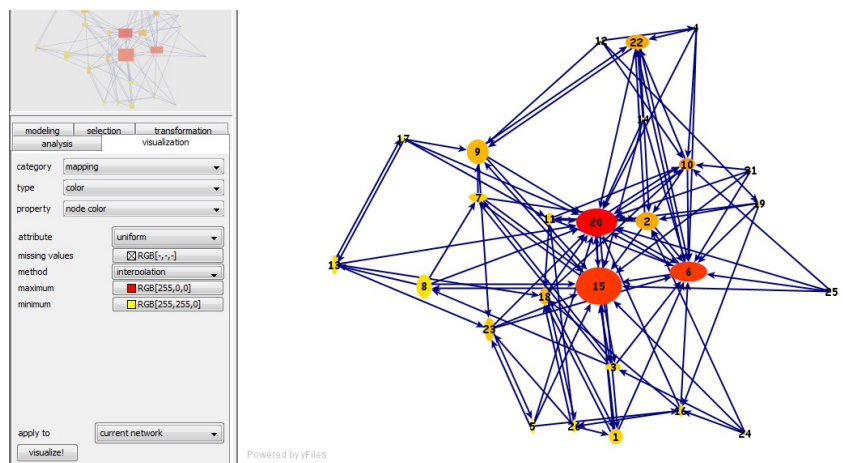 modeling selection transformation
analysis visualization
category mapping
type color
property node color
attribute uniform
missing values RGB[-,-,-]
method interpolation
maximum RGB[255,0,0]
minimum RGB[255,255,0]
apply to current network
visualize!
4
12
22
14
17
9
10
21
7
19
11
20
2
13
6
8
15
18
25
23
3
16
5
26
1
24
Powered by yFiles